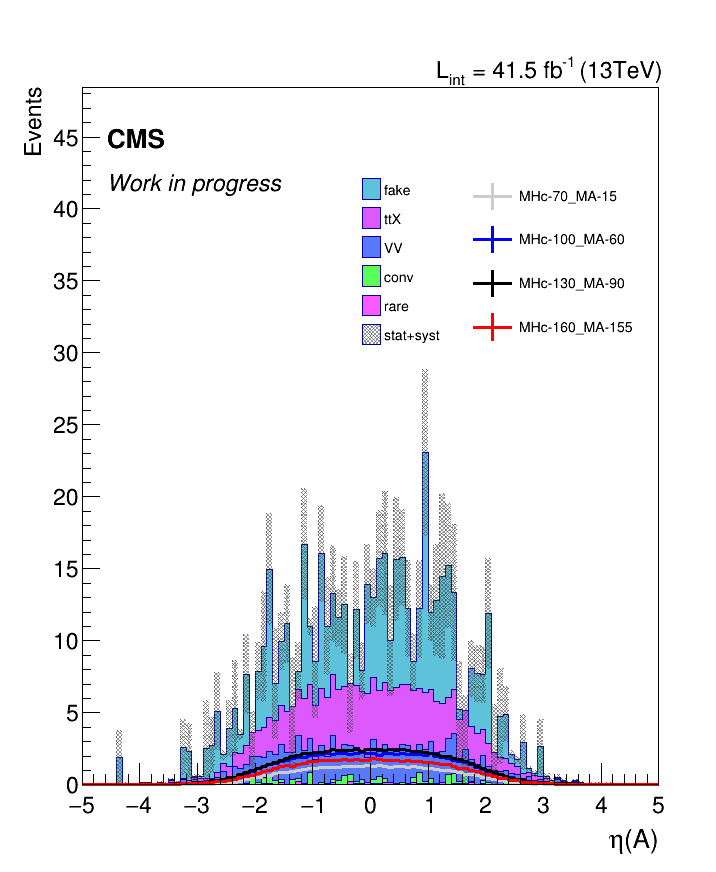 L_int = 41.5 fb^-1 (13TeV)
Events
CMS
Work in progress
fake
ttX
VV
conv
rare
stat+syst
MHc-70_MA-15
MHc-100_MA-60
MHc-130_MA-90
MHc-160_MA-155
45
40
35
30
25
20
15
10
5
0
−5 −4 −3 −2 −1 0 1 2 3 4 5
η(A)